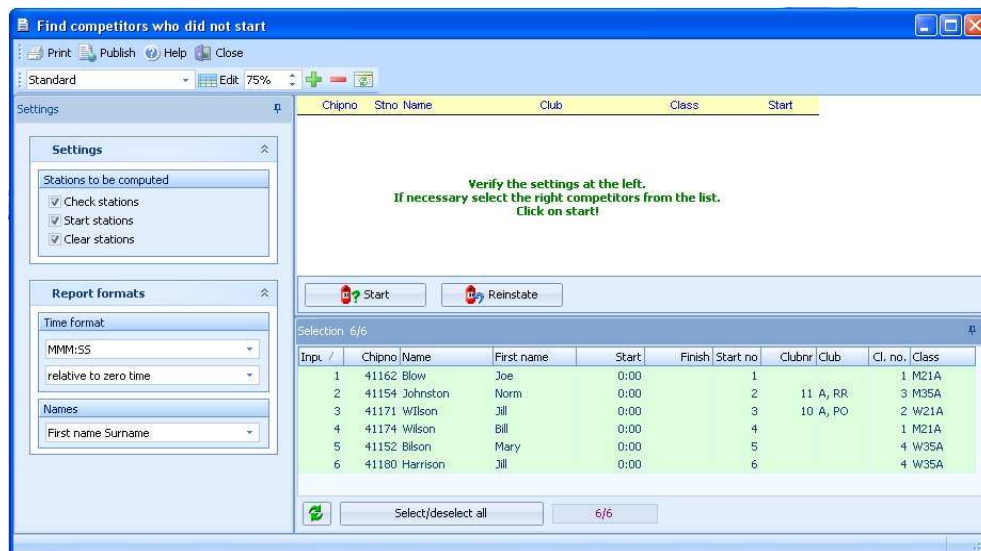 Find competitors who did not start
Print Publish Help Close
Standard Edit 75%
Settings
Settings
Stations to be computed
Check stations
Start stations
Clear stations
Report formats
Time format
MMM:SS
relative to zero time
Names
First name Surname
Chipno Stno Name Club Class Start
Verify the settings at the left.
If necessary select the right competitors from the list.
Click on start!
Start Reinstate
Selection 6/6
Inpu Chipno Name First name Start Finish Start no Clubnr Club Cl. no. Class
1 41162 Blow Joe 0:00 1 1 M21A
2 41154 Johnston Norm 0:00 2 11 A, RR 3 M35A
3 41171 WIlson Jill 0:00 3 10 A, PO 2 W21A
4 41174 Wilson Bill 0:00 4 1 M21A
5 41152 Bilson Mary 0:00 5 4 W35A
6 41180 Harrison Jill 0:00 6 4 W35A
Select/deselect all 6/6